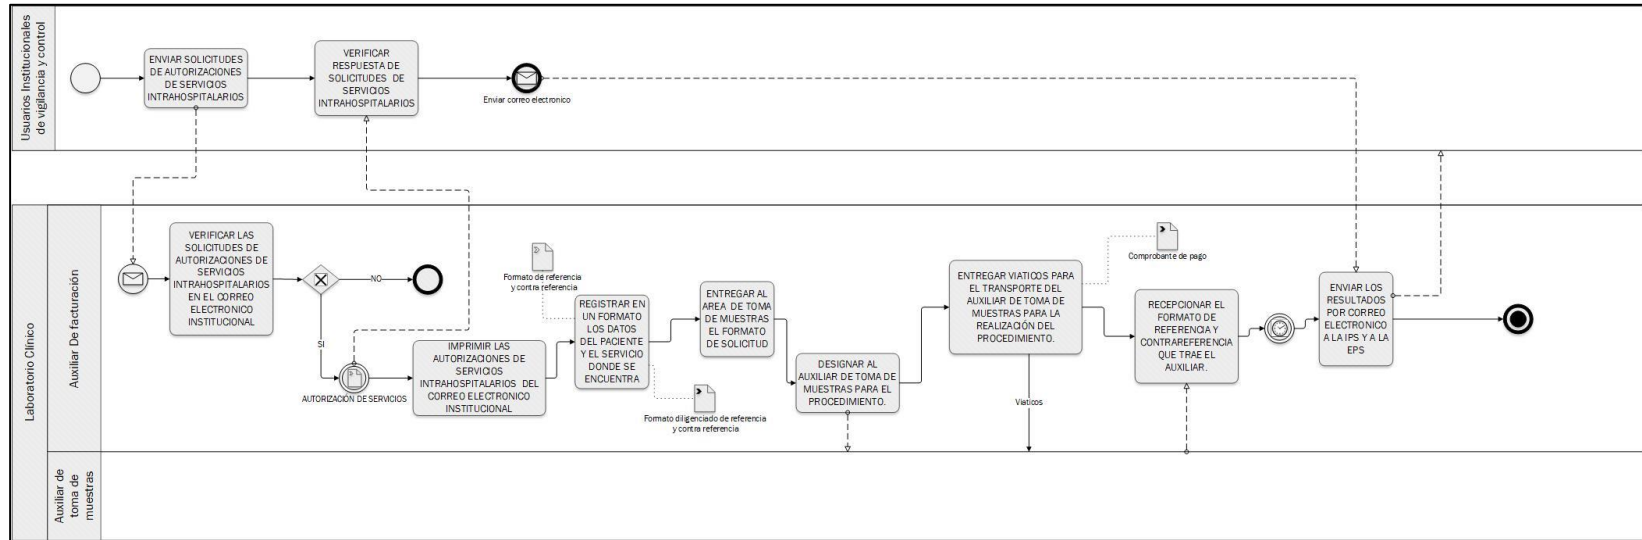 Usuarios Institucionales
de vigilancia y control
ENVIAR SOLICITUDES
DE AUTORIZACIONES
DE SERVICIOS
INTRAHOSPITALARIOS
VERIFICAR
RESPUESTA DE
SOLICITUDES DE
SERVICIOS
INTRAHOSPITALARIOS
Enviar correo electronico
Laboratorio Clínico
Auxiliar De facturación
VERIFICAR LAS
SOLICITUDES DE
AUTORIZACIONES DE
SERVICIOS
INTRAHOSPITALARIOS
EN EL CORREO
ELECTRONICO
INSTITUCIONAL
NO
SI
AUTORIZACIÓN DE SERVICIOS
IMPRIMIR LAS
AUTORIZACIONES DE
SERVICIOS
INTRAHOSPITALARIOS DEL
CORREO ELECTRONICO
INSTITUCIONAL
Formato de referencia
y contra referencia
REGISTRAR EN
UN FORMATO
LOS DATOS
DEL PACIENTE
Y EL SERVICIO
DONDE SE
ENCUENTRA
Formato diligenciado de referencia
y contra referencia
ENTREGAR AL
AREA DE TOMA
DE MUESTRAS
EL FORMATO
DE SOLICITUD
DESIGNAR AL
AUXILIAR DE TOMA DE
MUESTRAS PARA EL
PROCEDIMIENTO.
ENTREGAR VIATICOS PARA
EL TRANSPORTE DEL
AUXILIAR DE TOMA DE
MUESTRAS PARA LA
REALIZACIÓN DEL
PROCEDIMIENTO.
Viaticos
Comprobante de pago
RECEPCIONAR EL
FORMATO DE
REFERENCIA Y
CONTRAREFERENCIA
QUE TRAE EL
AUXILIAR.
ENVIAR LOS
RESULTADOS
POR CORREO
ELECTRONICO
A LA IPS Y A LA
EPS
Auxiliar de
toma de
muestras